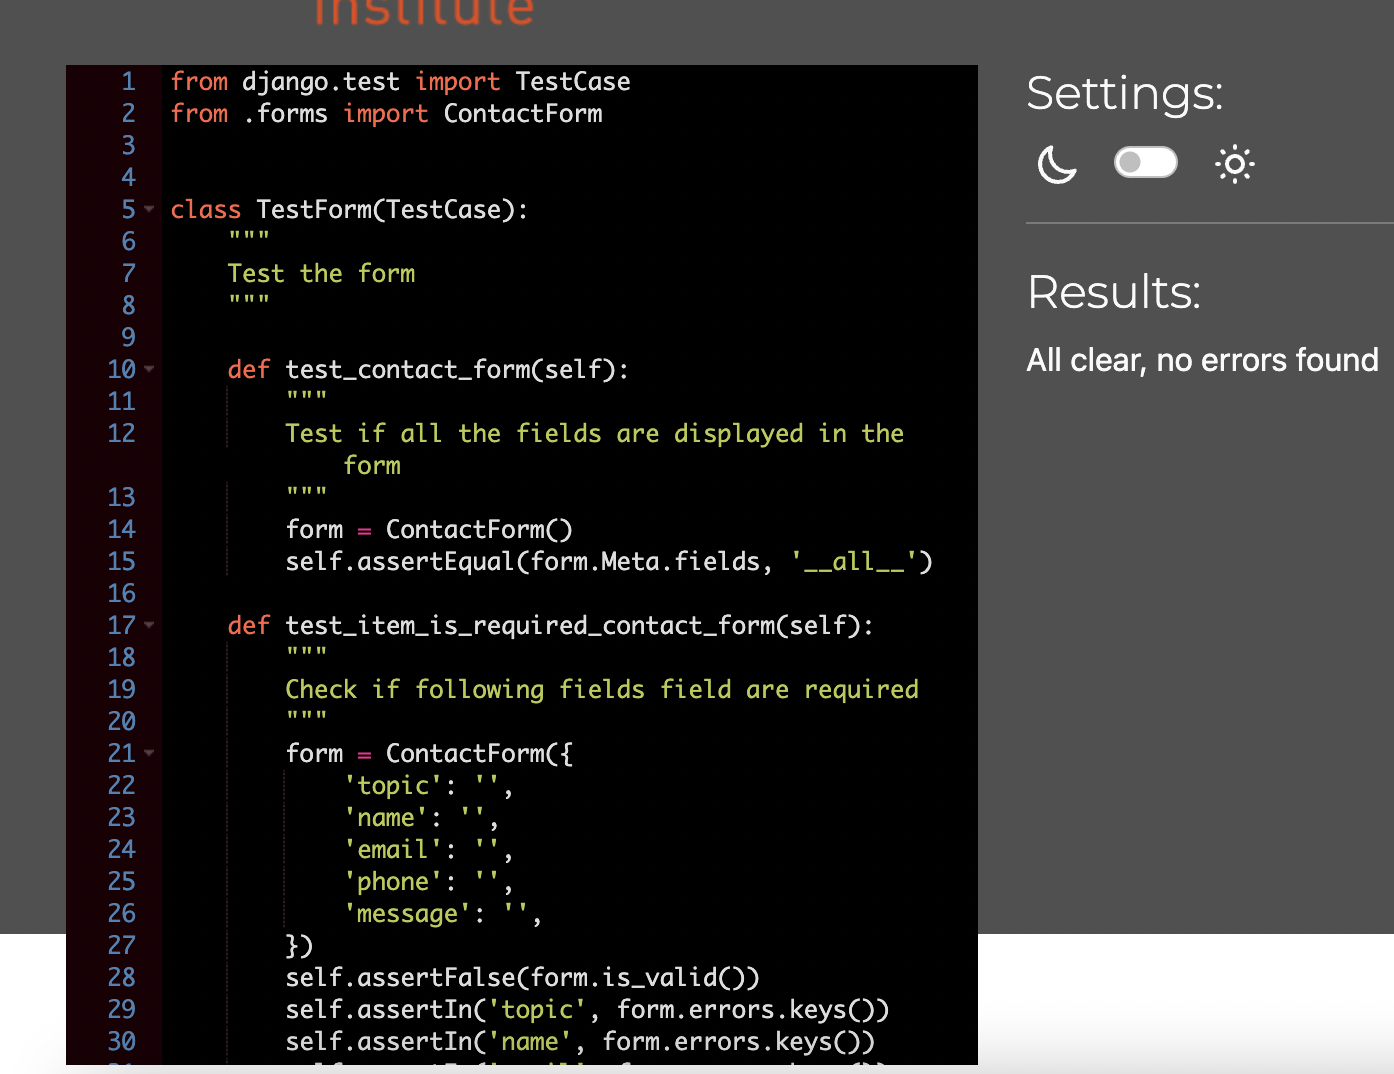 institute
1 from django.test import TestCase
2 from .forms import ContactForm
3
4
5 class TestForm(TestCase):
6 """
7 Test the form
8 """
9
10 def test_contact_form(self):
11 """
12 Test if all the fields are displayed in the
form
13 """
14 form = ContactForm()
15 self.assertEqual(form.Meta.fields, '__all__')
16
17 def test_item_is_required_contact_form(self):
18 """
19 Check if following fields field are required
20 """
21 form = ContactForm({
22 'topic': '',
23 'name': '',
24 'email': '',
25 'phone': '',
26 'message': '',
27 })
28 self.assertFalse(form.is_valid())
29 self.assertIn('topic', form.errors.keys())
30 self.assertIn('name', form.errors.keys())
Settings:
Results:
All clear, no errors found